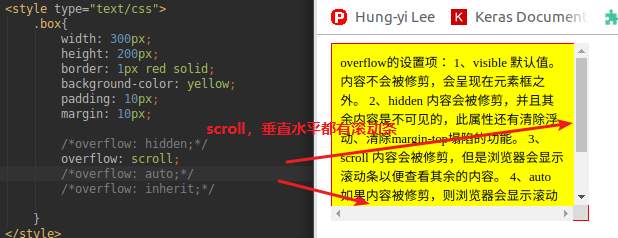 <style type="text/css">
.box{
width: 300px;
height: 200px;
border: 1px red solid;
background-color: yellow;
padding: 10px;
margin: 10px;
/*overflow: hidden;*/
overflow: scroll;
/*overflow: auto;*/
/*overflow: inherit;*/
}
</style>
scroll，垂直水平都有滚动条
Hung-yi Lee
Keras Document
overflow的设置项： 1、visible 默认值。
内容不会被修剪，会呈现在元素框之
外。 2、hidden 内容会被修剪，并且其
余内容是不可见的，此属性还有清除浮
动、清除margin-top塌陷的功能。 3、
scroll 内容会被修剪，但是浏览器会显示
滚动条以便查看其余的内容。 4、auto
如果内容被修剪，则浏览器会显示滚动